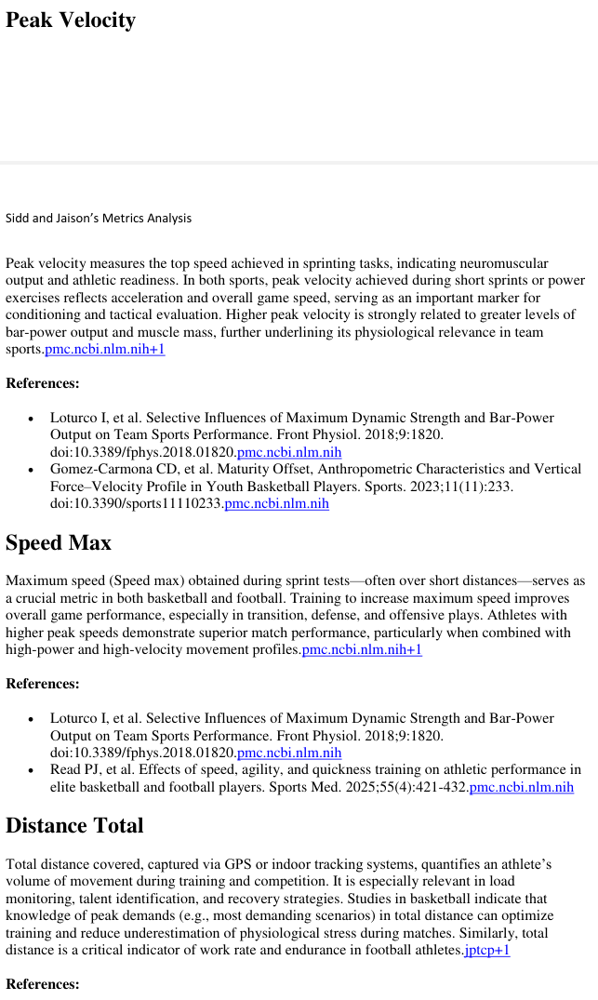 Peak Velocity
Sidd and Jaison’s Metrics Analysis
Peak velocity measures the top speed achieved in sprinting tasks, indicating neuromuscular
output and athletic readiness. In both sports, peak velocity achieved during short sprints or power
exercises reflects acceleration and overall game speed, serving as an important marker for
conditioning and tactical evaluation. Higher peak velocity is strongly related to greater levels of
bar-power output and muscle mass, further underlining its physiological relevance in team
sports.pmc.ncbi.nlm.nih+1
References:
• Loturco I, et al. Selective Influences of Maximum Dynamic Strength and Bar-Power
Output on Team Sports Performance. Front Physiol. 2018;9:1820.
doi:10.3389/fphys.2018.01820.pmc.ncbi.nlm.nih
• Gomez-Carmona CD, et al. Maturity Offset, Anthropometric Characteristics and Vertical
Force–Velocity Profile in Youth Basketball Players. Sports. 2023;11(11):233.
doi:10.3390/sports11110233.pmc.ncbi.nlm.nih
Speed Max
Maximum speed (Speed max) obtained during sprint tests—often over short distances—serves as
a crucial metric in both basketball and football. Training to increase maximum speed improves
overall game performance, especially in transition, defense, and offensive plays. Athletes with
higher peak speeds demonstrate superior match performance, particularly when combined with
high-power and high-velocity movement profiles.pmc.ncbi.nlm.nih+1
References:
• Loturco I, et al. Selective Influences of Maximum Dynamic Strength and Bar-Power
Output on Team Sports Performance. Front Physiol. 2018;9:1820.
doi:10.3389/fphys.2018.01820.pmc.ncbi.nlm.nih
• Read PJ, et al. Effects of speed, agility, and quickness training on athletic performance in
elite basketball and football players. Sports Med. 2025;55(4):421-432.pmc.ncbi.nlm.nih
Distance Total
Total distance covered, captured via GPS or indoor tracking systems, quantifies an athlete’s
volume of movement during training and competition. It is especially relevant in load
monitoring, talent identification, and recovery strategies. Studies in basketball indicate that
knowledge of peak demands (e.g., most demanding scenarios) in total distance can optimize
training and reduce underestimation of physiological stress during matches. Similarly, total
distance is a critical indicator of work rate and endurance in football athletes.jptcp+1
References: